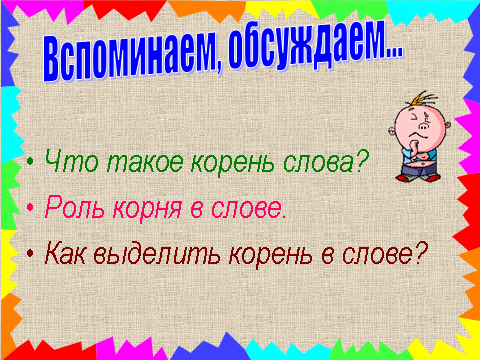 Вспоминаем, обсуждаем...
• Что такое корень слова?
• Роль корня в слове.
• Как выделить корень в слове?